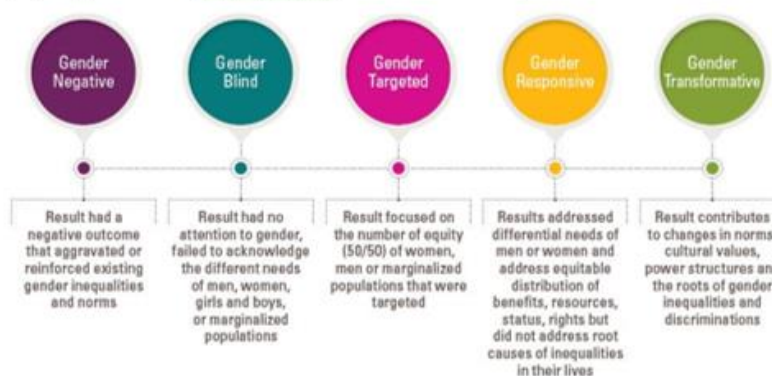 Gender
Negative
Gender
Blind
Gender
Targeted
Gender
Responsive
Gender
Transformative
Result had a
negative outcome
that aggravated or
reinforced existing
gender inequalities
and norms
Result had no
attention to gender,
failed to acknowledge
the different needs
of men, women,
girls and boys,
or marginalized
populations
Result focused on
the number of equity
(50/50) of women,
men or marginalized
populations that were
targeted
Results addressed
differential needs of
men or women and
address equitable
distribution of
benefits, resources,
status, rights but
did not address root
causes of inequalities
in their lives
Result contributes
to changes in norms
cultural values,
power structures an
the roots of gender
inequalities and
discriminations